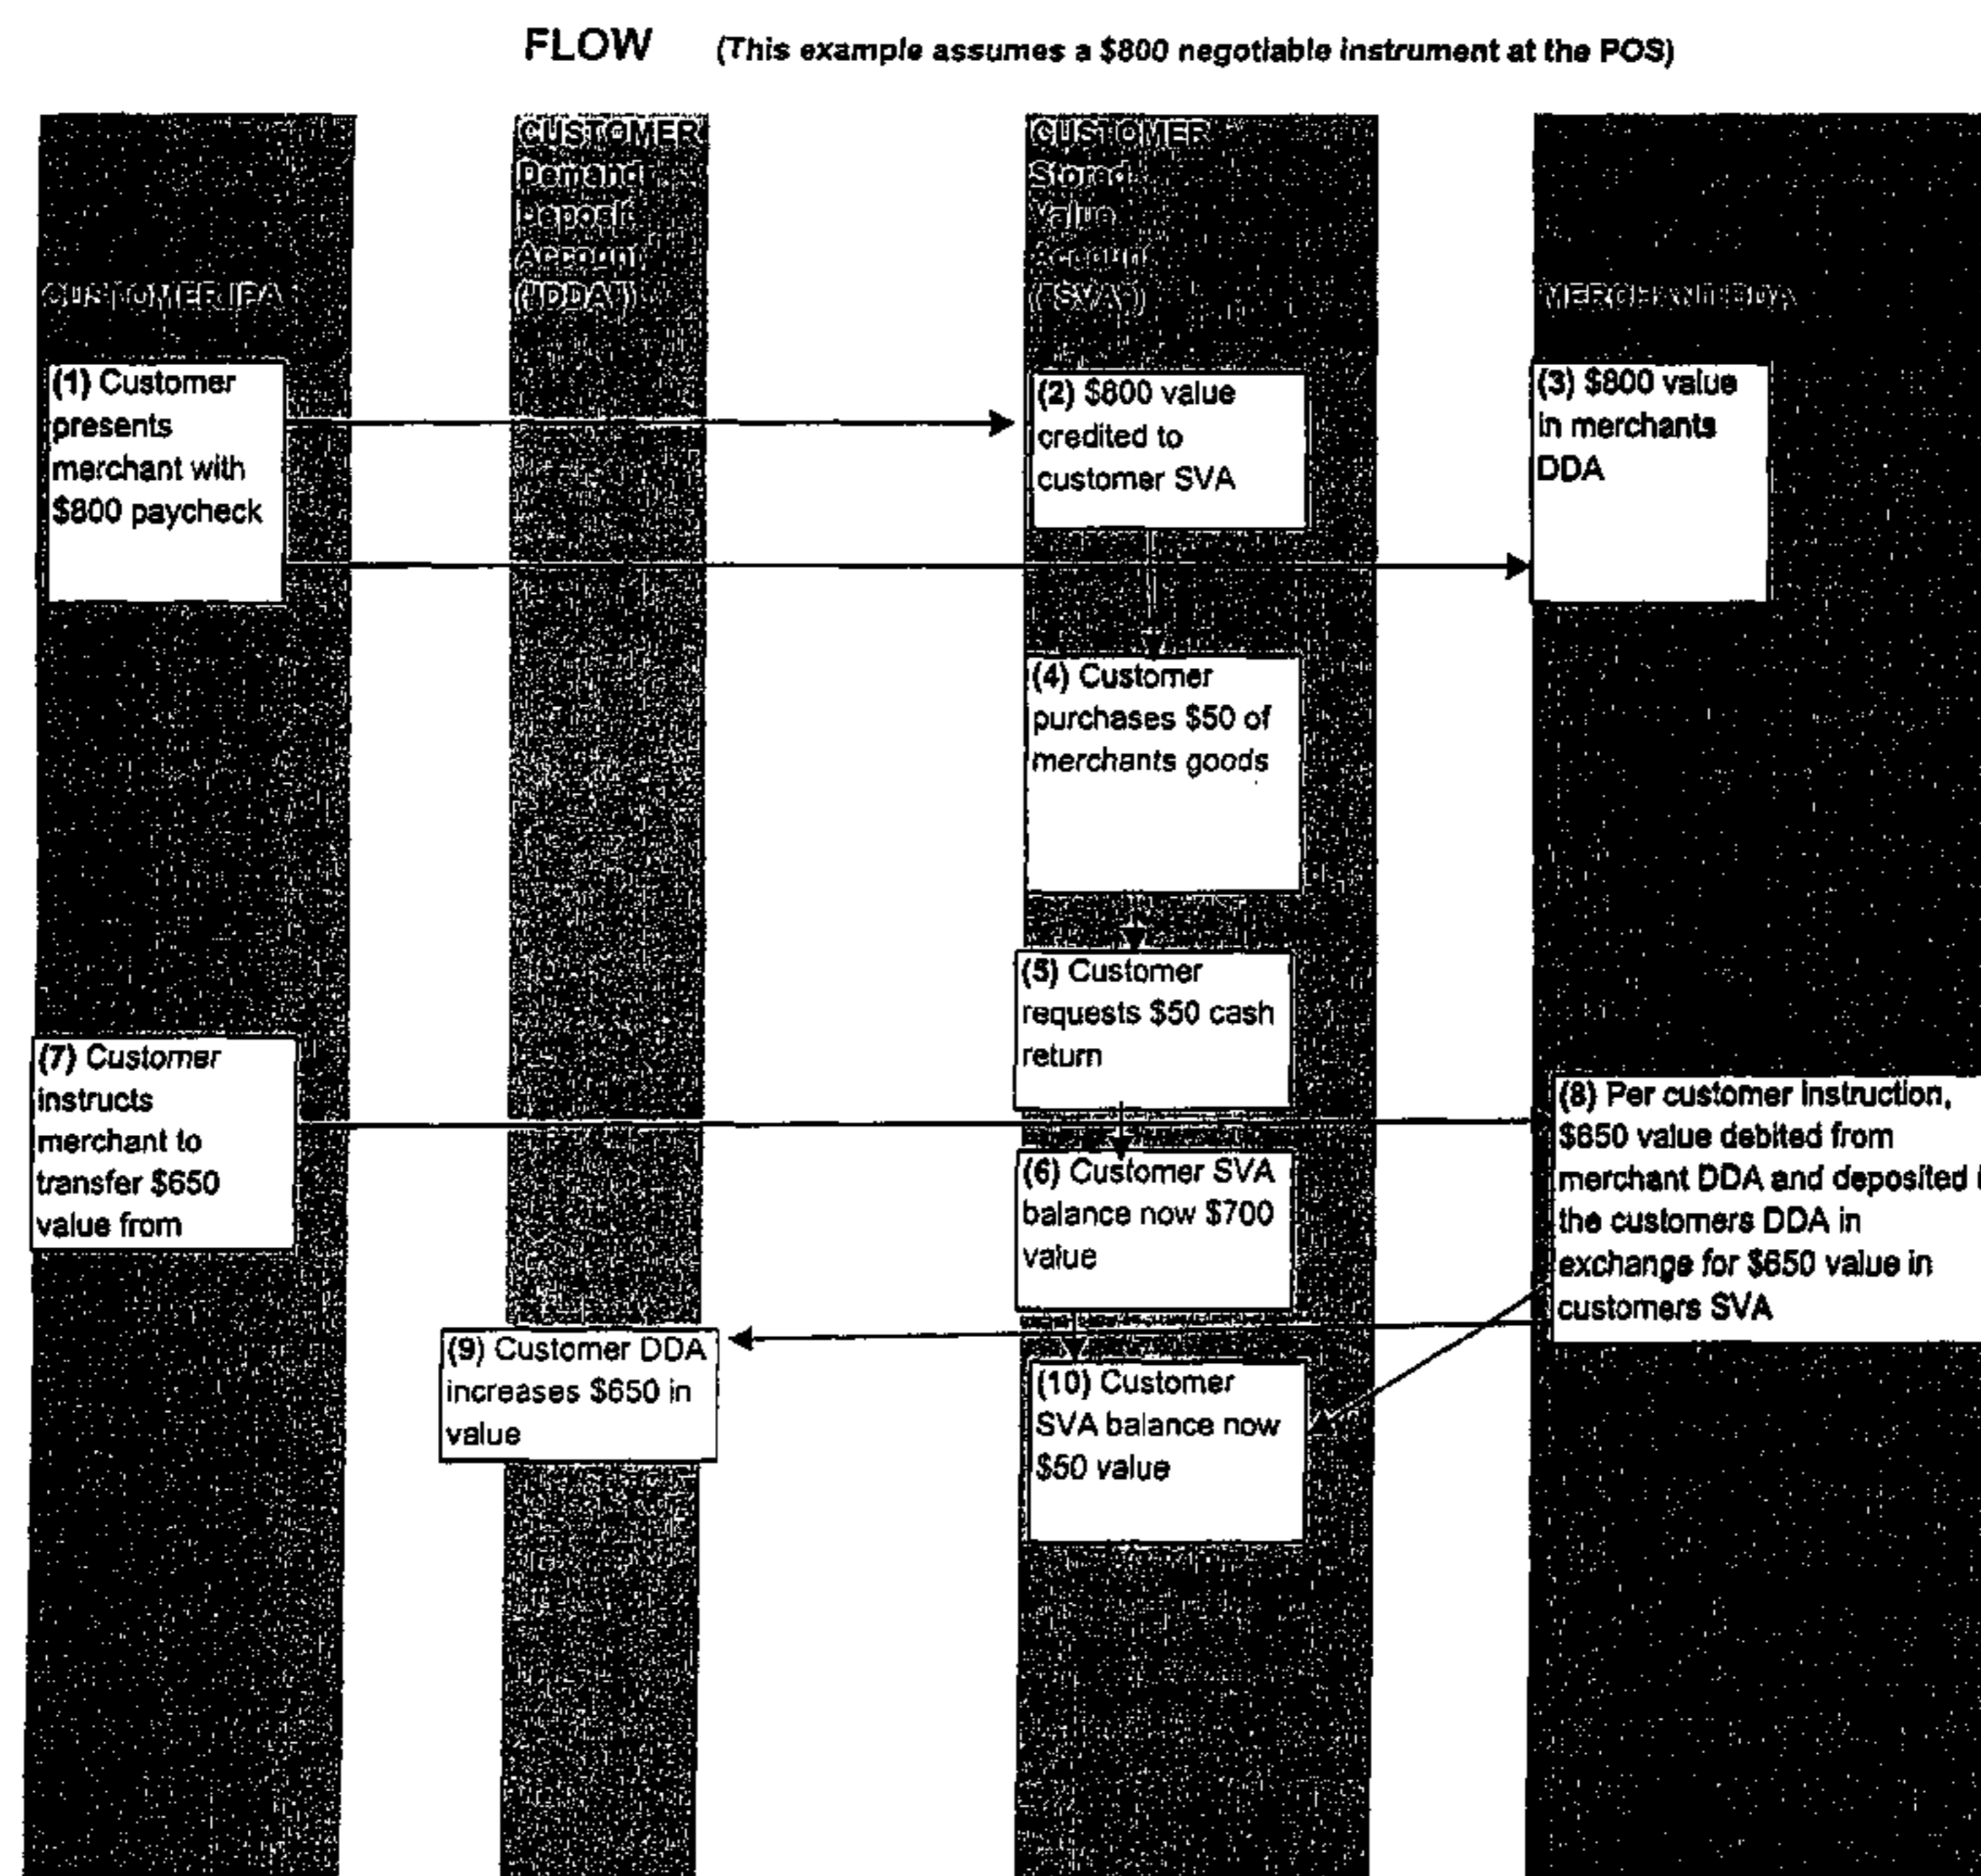 FLOW (This example assumes a $800 negotiable instrument at the POS)
CUSTOMER IPA
CUSTOMER
Demand
Deposit
Account
("DDA")
CUSTOMER
Stored
Value
Account
("SVA")
MERCHANT DDA
(1) Customer
presents
merchant with
$800 paycheck
(2) $800 value
credited to
customer SVA
(3) $800 value
in merchants
DDA
(4) Customer
purchases $50 of
merchants goods
(5) Customer
requests $50 cash
return
(6) Customer SVA
balance now $700
value
(7) Customer
instructs
merchant to
transfer $650
value from
(8) Per customer instruction,
$650 value debited from
merchant DDA and deposited
the customers DDA in
exchange for $650 value in
customers SVA
(9) Customer DDA
increases $650 in
value
(10) Customer
SVA balance now
$50 value